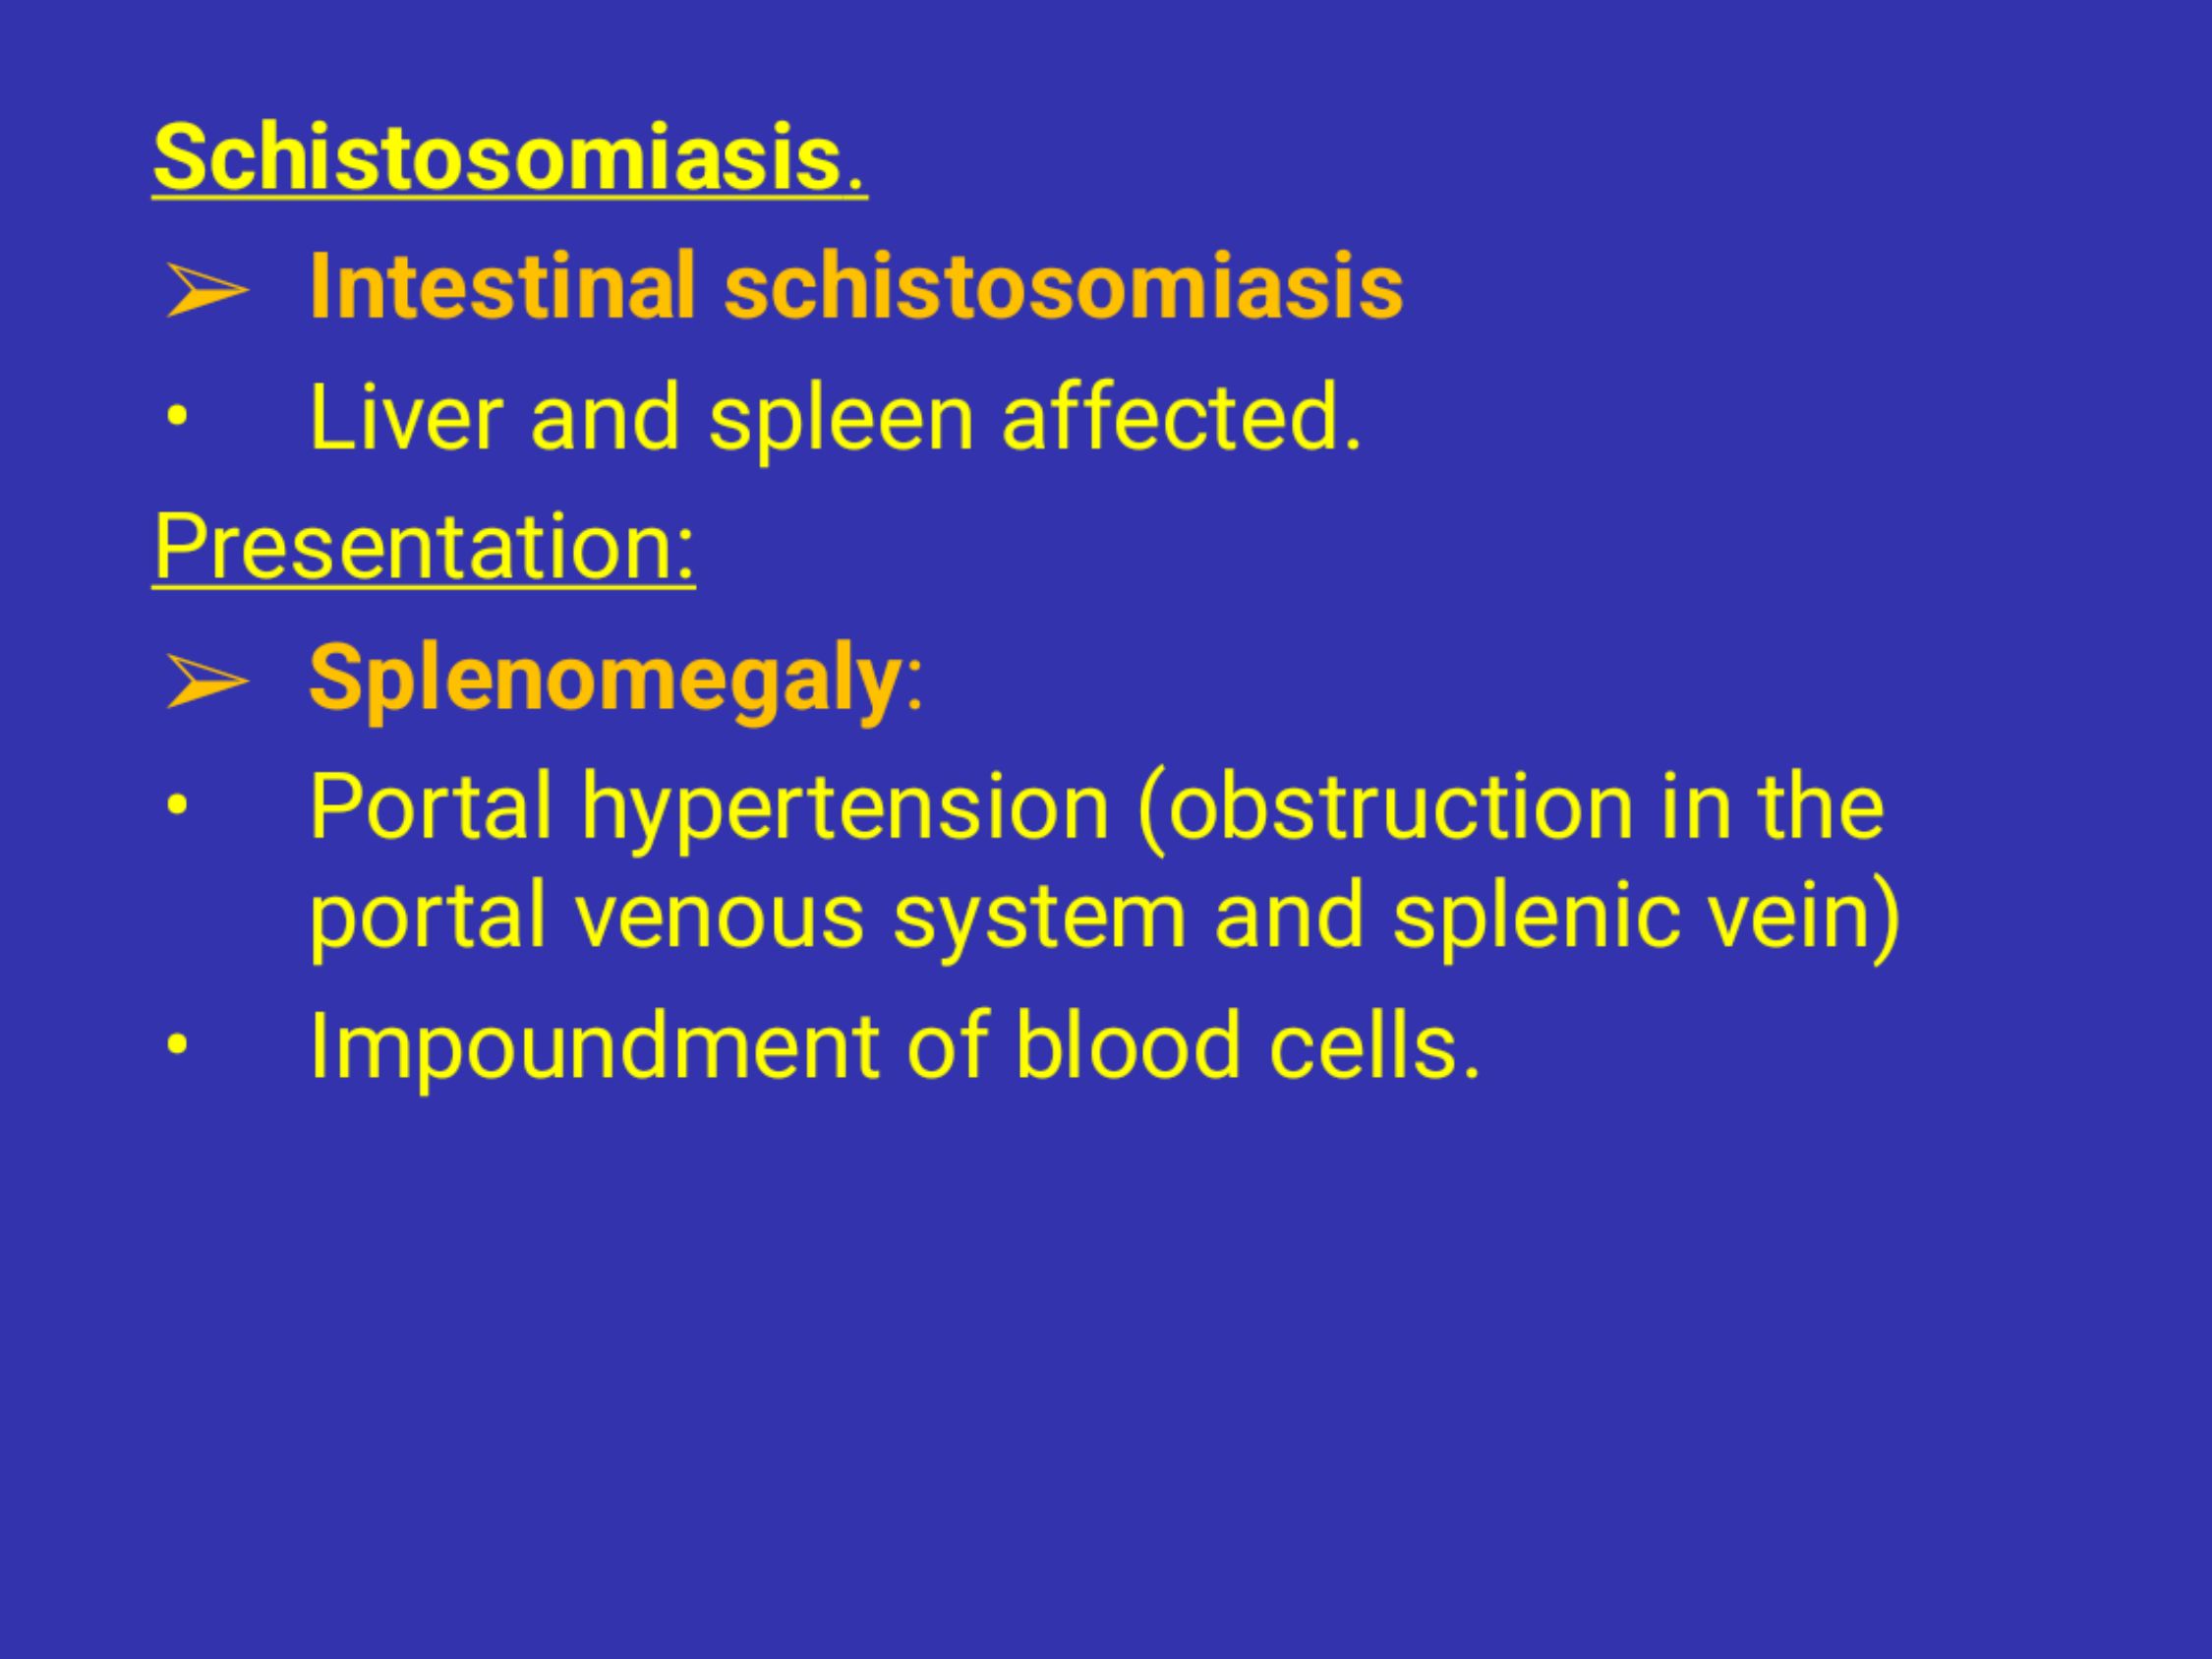 Schistosomiasis.
➢ Intestinal schistosomiasis
• Liver and spleen affected.
Presentation:
➢ Splenomegaly:
• Portal hypertension (obstruction in the
portal venous system and splenic vein)
• Impoundment of blood cells.